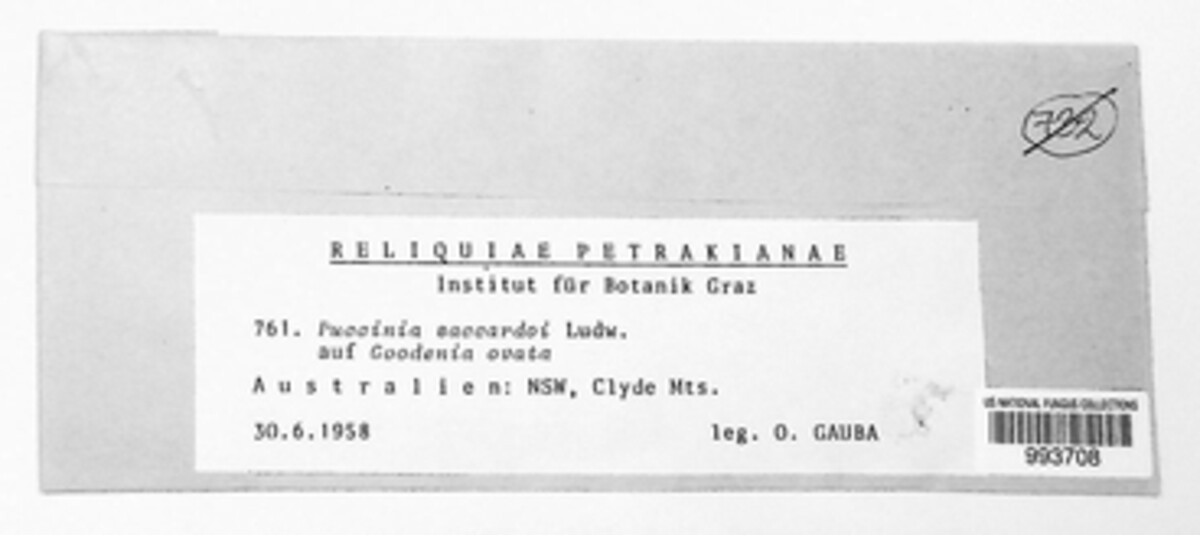 722
RELIQUIAE PETRAKIANAE
Institut für Botanik Graz
761. Puccinia saccardoi Ludw.
auf Goodenia ovata
Australien: NSW, Clyde Mts.
30.6.1958 leg. O. GAUBA
US NATIONAL FUNGUS COLLECTIONS
993708